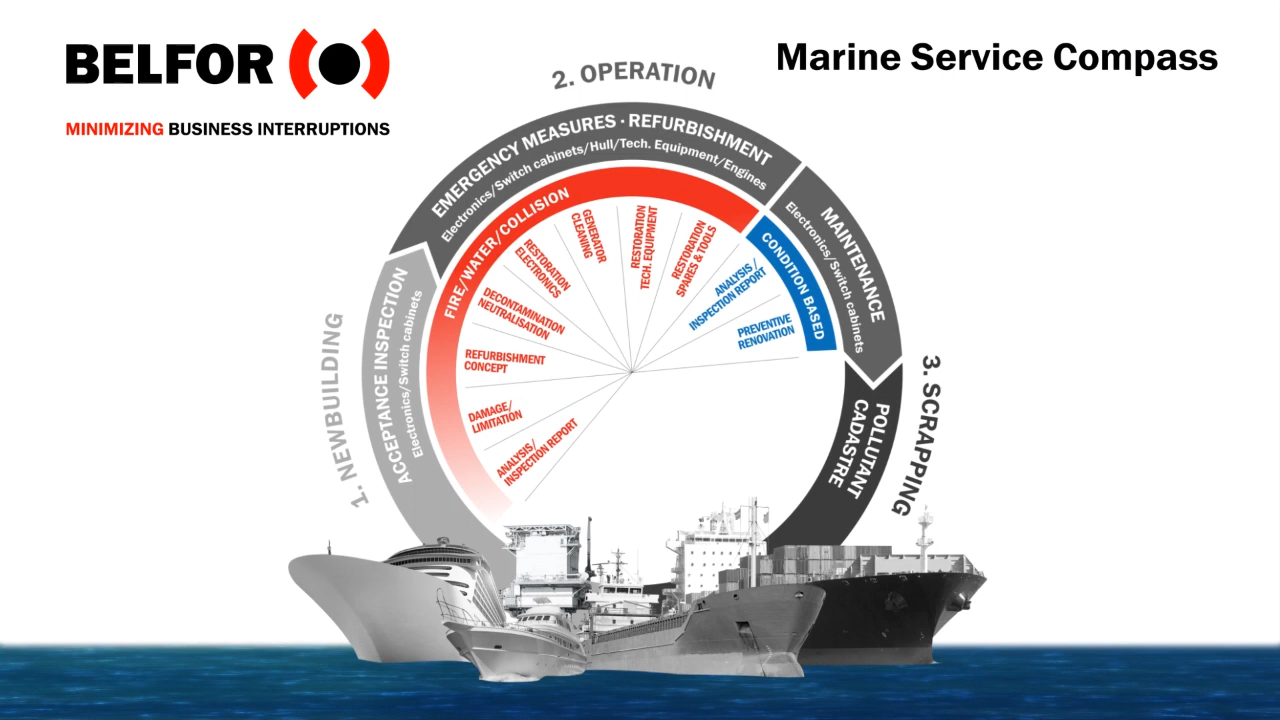 BELFOR
MINIMIZING BUSINESS INTERRUPTIONS
Marine Service Compass
1. NEWBUILDING
ACCEPTANCE INSPECTION
Electronics/Switch cabinets
2. OPERATION
EMERGENCY MEASURES · REFURBISHMENT
Electronics/Switch cabinets/Hull/Tech. Equipment/Engines
MAINTENANCE
Electronics/Switch cabinets
3. SCRAPPING
POLLUTANT
CADASTRE
FIRE/WATER/COLLISION
ANALYSIS/
INSPECTION REPORT
DAMAGE/
LIMITATION
REFURBISHMENT
CONCEPT
DECONTAMINATION
NEUTRALISATION
RESTORATION
ELECTRONICS
GENERATOR
CLEANING
RESTORATION
TECH. EQUIPMENT
RESTORATION
SPARES & TOOLS
CONDITION BASED
ANALYSIS/
INSPECTION REPORT
PREVENTIVE
RENOVATION